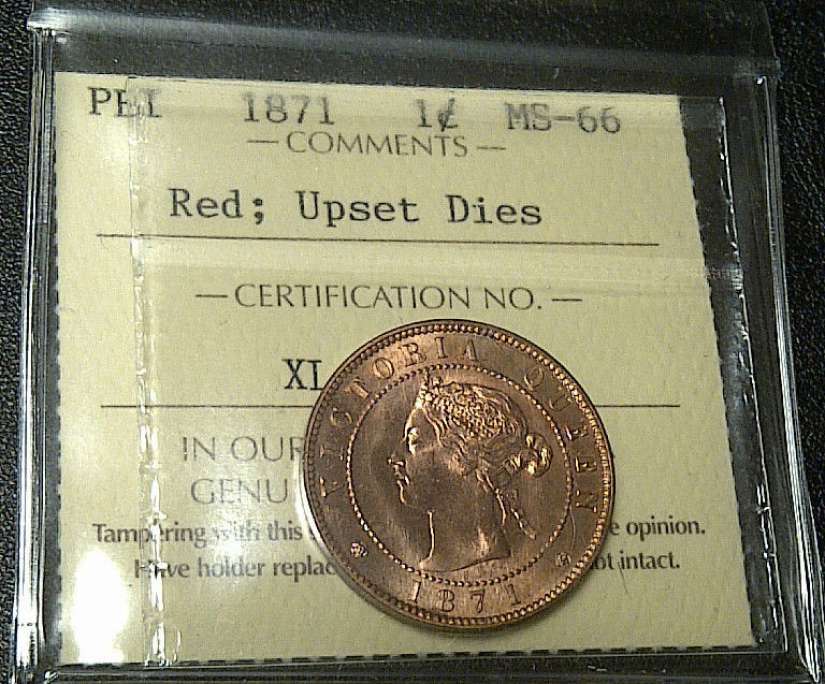 PEI 1871 1¢ MS-66
— COMMENTS —
Red; Upset Dies
— CERTIFICATION NO. —
XL
VICTORIA QUEEN
1871
IN OUR
GENU
Tampering with this e opinion.
Have holder replac ot intact.